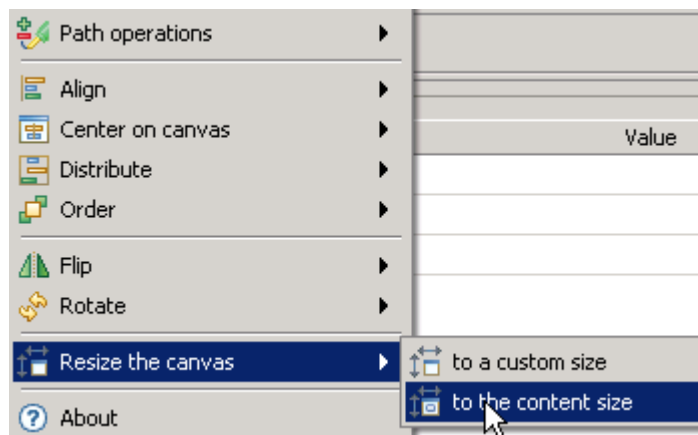 Path operations
Align
Center on canvas
Value
Distribute
Order
Flip
Rotate
Resize the canvas
to a custom size
to the content size
About